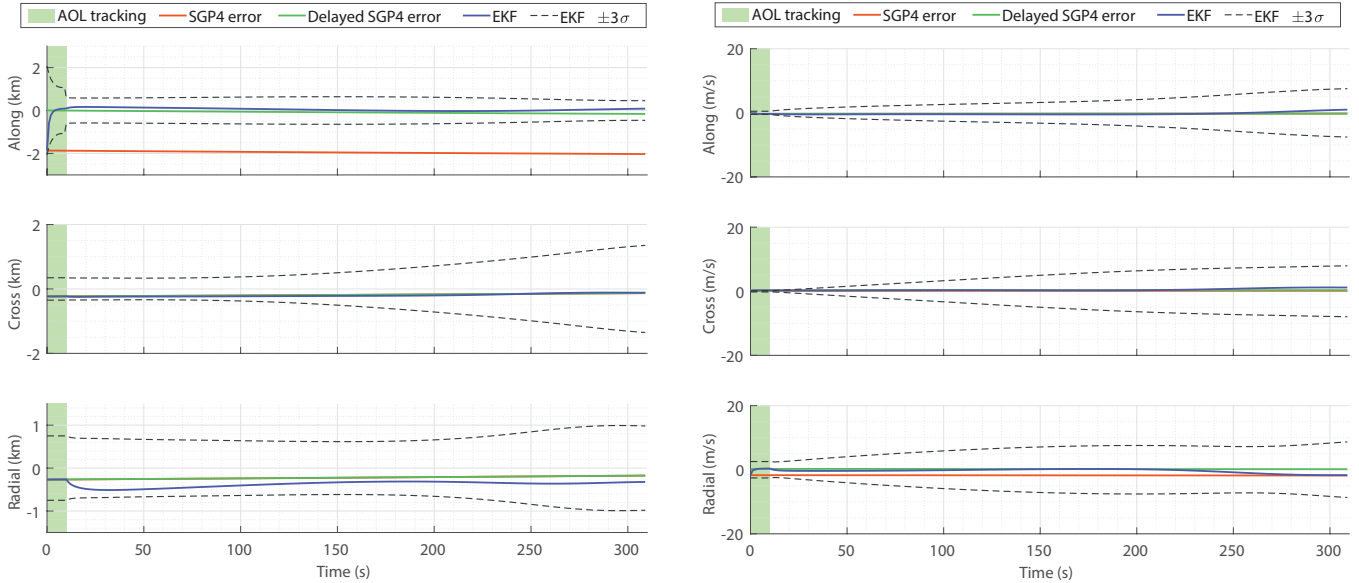 AOL tracking SGP4 error Delayed SGP4 error EKF EKF ±3σ
2
0
-2
Along (km)
2
0
-2
Cross (km)
1
0
-1
Radial (km)
0 50 100 150 200 250 300
Time (s)
AOL tracking SGP4 error Delayed SGP4 error EKF EKF ±3σ
20
0
-20
Along (m/s)
20
0
-20
Cross (m/s)
20
0
-20
Radial (m/s)
0 50 100 150 200 250 300
Time (s)